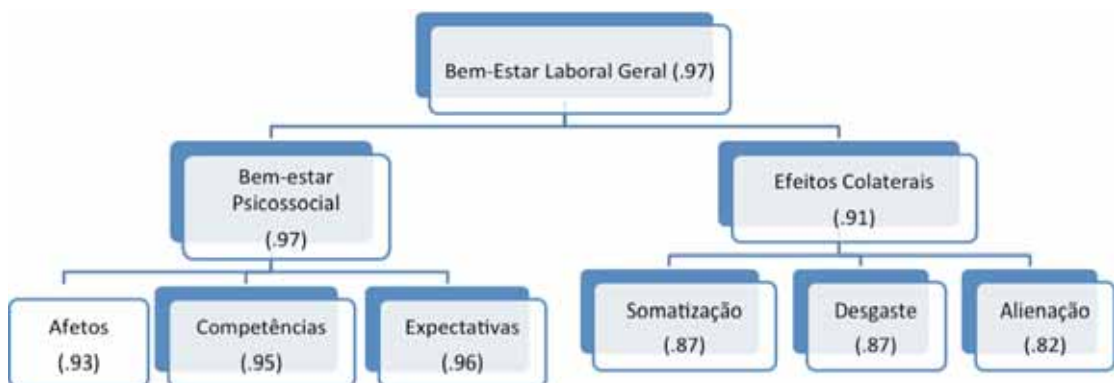 Bem-Estar Laboral Geral (.97)
Bem-estar
Psicossocial
(.97)
Efeitos Colaterais
(.91)
Afetos
(.93)
Competências
(.95)
Expectativas
(.96)
Somatização
(.87)
Desgaste
(.87)
Alienação
(.82)